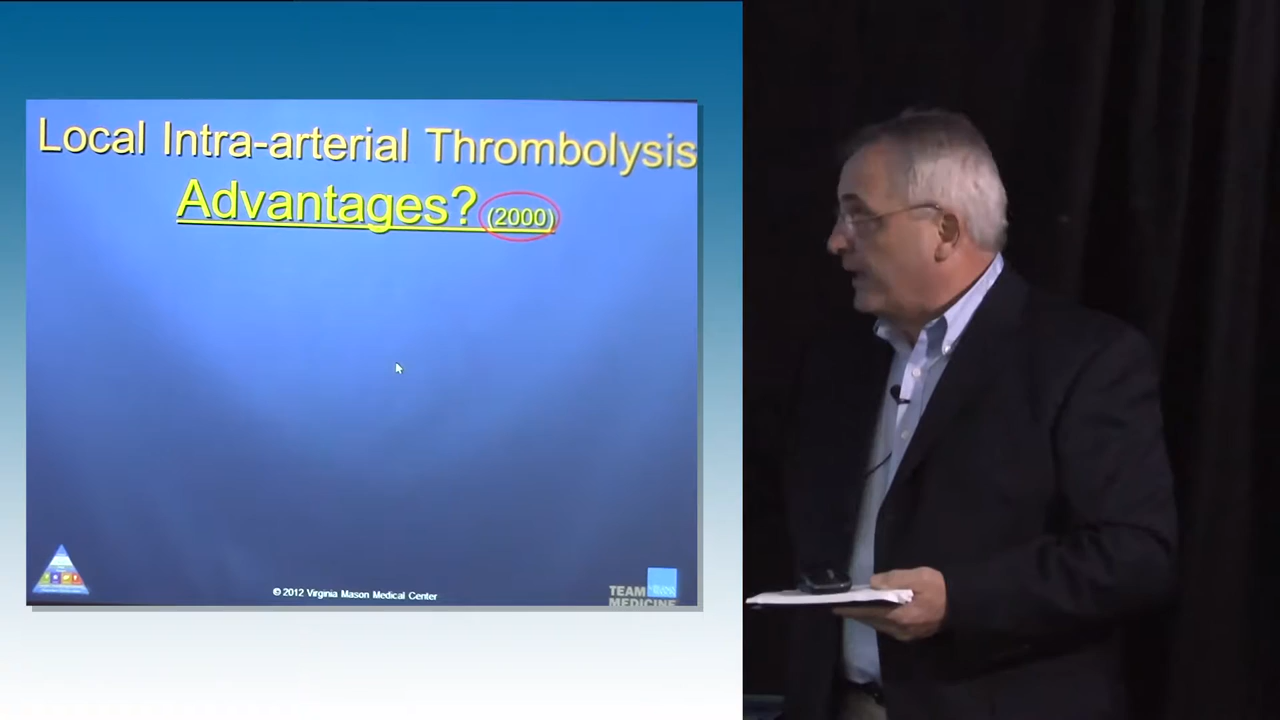 Local Intra-arterial Thrombolysis
Advantages? (2000)
© 2012 Virginia Mason Medical Center
TEAM
MEDICINE